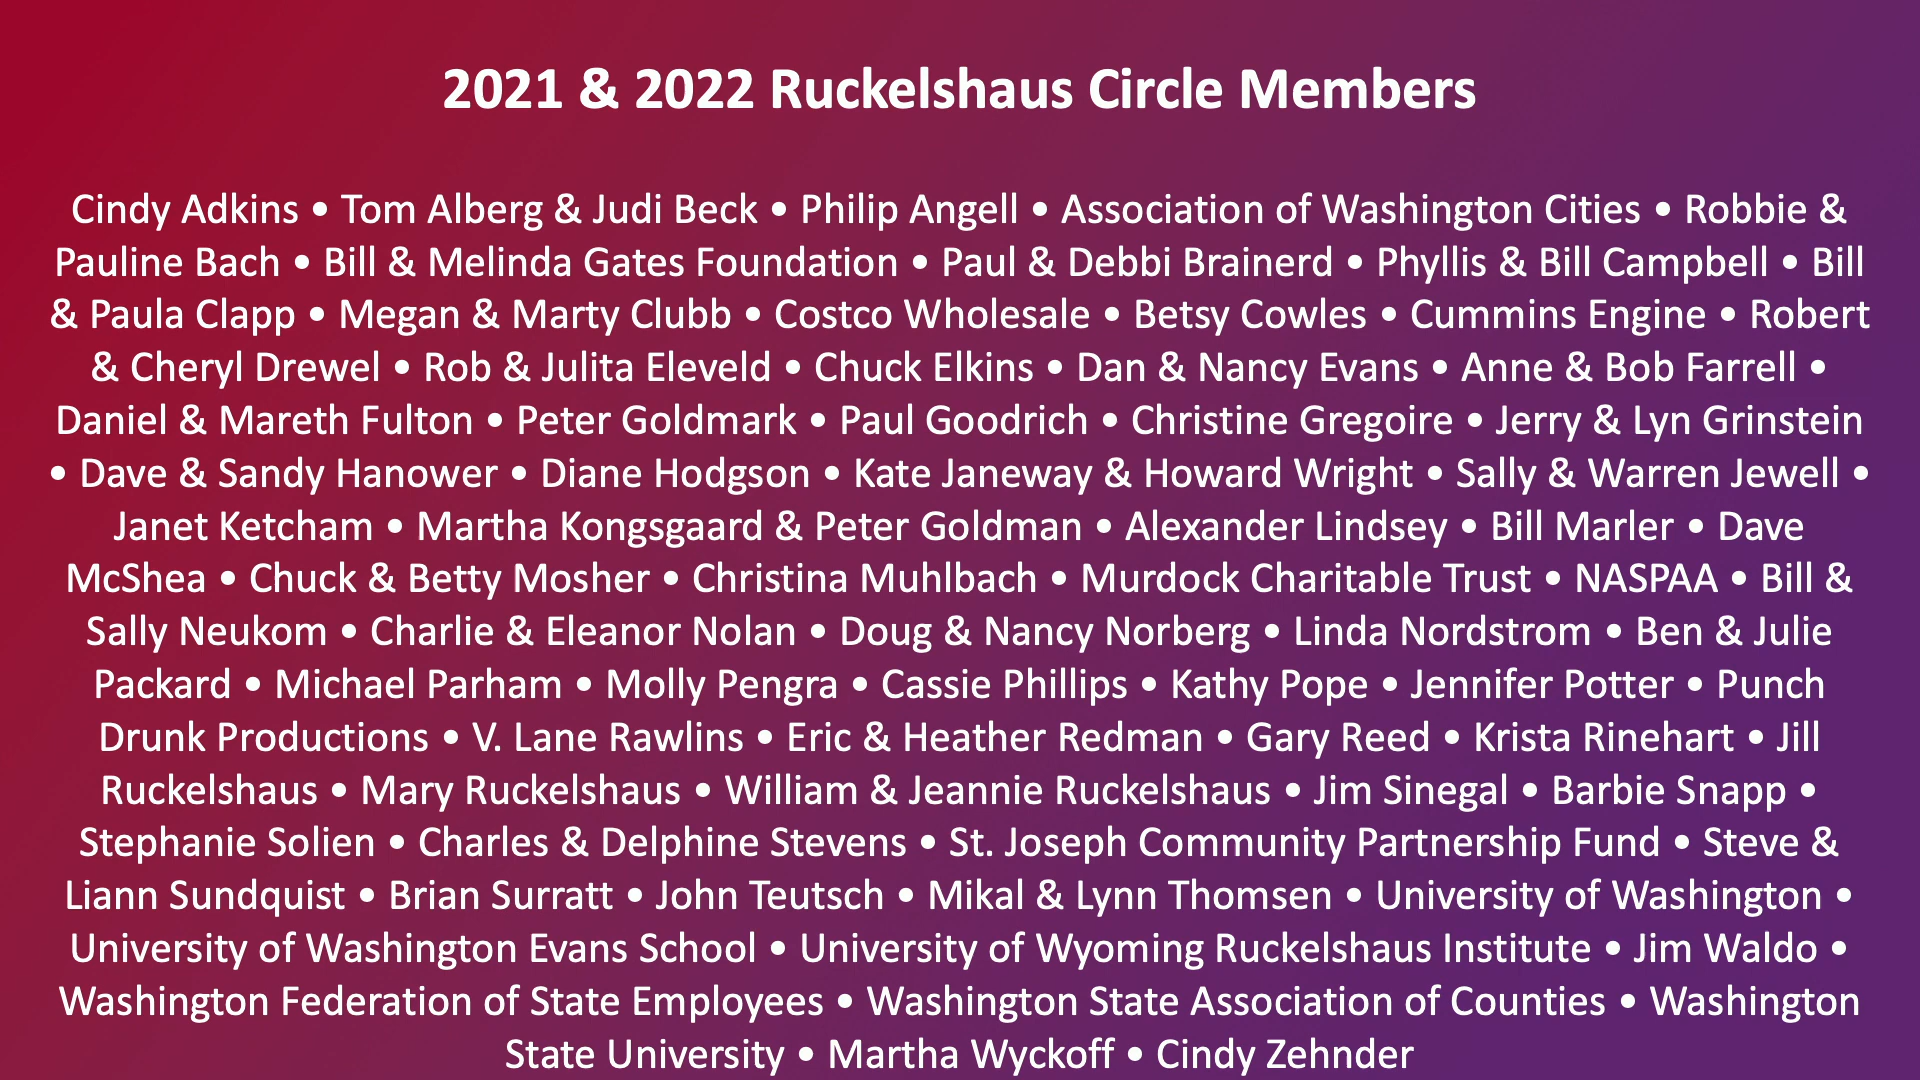 2021 & 2022 Ruckelshaus Circle Members
Cindy Adkins • Tom Alberg & Judi Beck • Philip Angell • Association of Washington Cities • Robbie &
Pauline Bach • Bill & Melinda Gates Foundation • Paul & Debbi Brainerd • Phyllis & Bill Campbell • Bill
& Paula Clapp • Megan & Marty Clubb • Costco Wholesale • Betsy Cowles • Cummins Engine • Robert
& Cheryl Drewel • Rob & Julita Eleveld • Chuck Elkins • Dan & Nancy Evans • Anne & Bob Farrell •
Daniel & Mareth Fulton • Peter Goldmark • Paul Goodrich • Christine Gregoire • Jerry & Lyn Grinstein
• Dave & Sandy Hanower • Diane Hodgson • Kate Janeway & Howard Wright • Sally & Warren Jewell •
Janet Ketcham • Martha Kongsgaard & Peter Goldman • Alexander Lindsey • Bill Marler • Dave
McShea • Chuck & Betty Mosher • Christina Muhlbach • Murdock Charitable Trust • NASPAA • Bill &
Sally Neukom • Charlie & Eleanor Nolan • Doug & Nancy Norberg • Linda Nordstrom • Ben & Julie
Packard • Michael Parham • Molly Pengra • Cassie Phillips • Kathy Pope • Jennifer Potter • Punch
Drunk Productions • V. Lane Rawlins • Eric & Heather Redman • Gary Reed • Krista Rinehart • Jill
Ruckelshaus • Mary Ruckelshaus • William & Jeannie Ruckelshaus • Jim Sinegal • Barbie Snapp •
Stephanie Solien • Charles & Delphine Stevens • St. Joseph Community Partnership Fund • Steve &
Liann Sundquist • Brian Surratt • John Teutsch • Mikal & Lynn Thomsen • University of Washington •
University of Washington Evans School • University of Wyoming Ruckelshaus Institute • Jim Waldo •
Washington Federation of State Employees • Washington State Association of Counties • Washington
State University • Martha Wyckoff • Cindy Zehnder